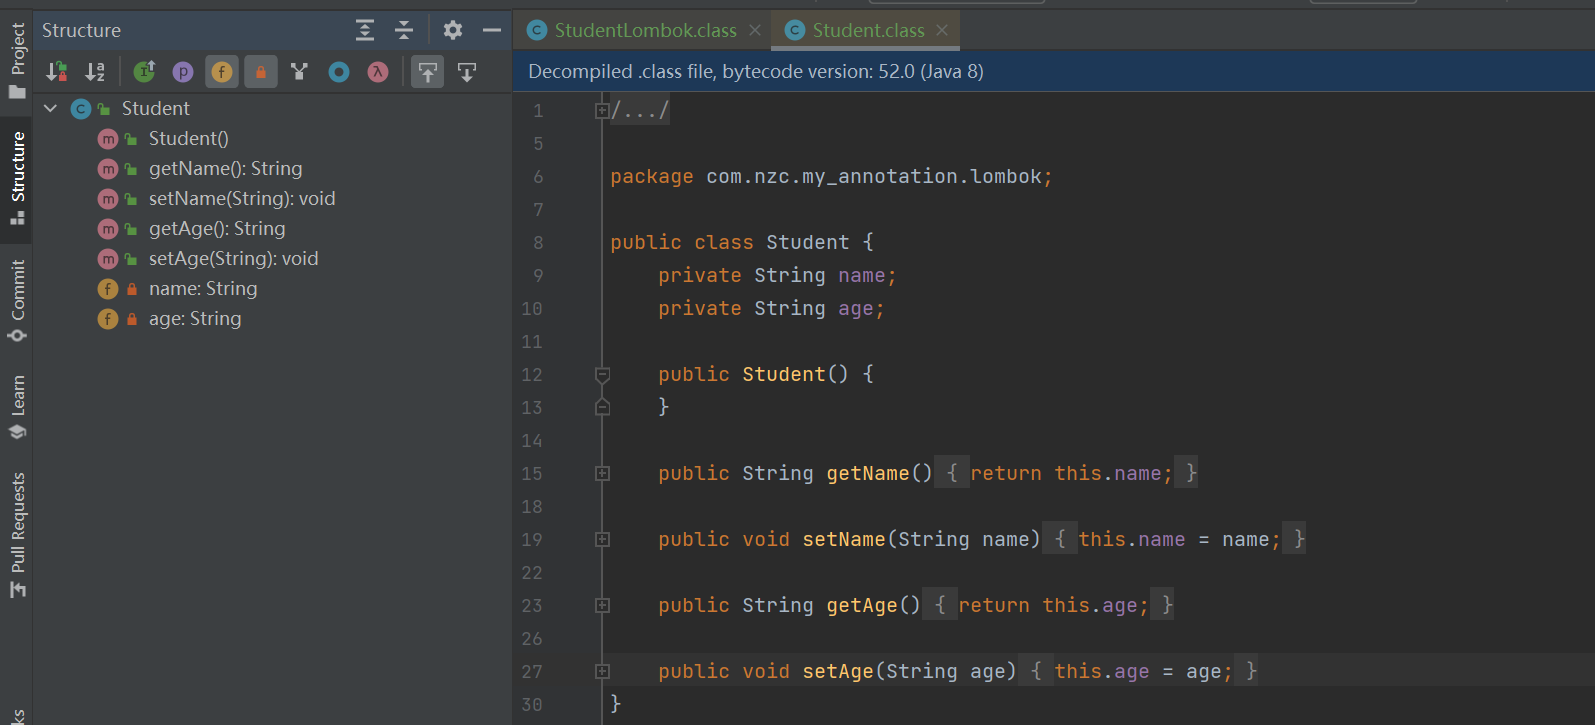 Structure
Student
Student()
getName(): String
setName(String): void
getAge(): String
setAge(String): void
name: String
age: String
Project
Structure
Commit
Learn
Pull Requests
StudentLombok.class
Student.class
Decompiled .class file, bytecode version: 52.0 (Java 8)
1 /.../
5
6 package com.nzc.my_annotation.lombok;
7
8 public class Student {
9 private String name;
10 private String age;
11
12 public Student() {
13 }
14
15 public String getName() { return this.name; }
18
19 public void setName(String name) { this.name = name; }
22
23 public String getAge() { return this.age; }
26
27 public void setAge(String age) { this.age = age; }
30 }